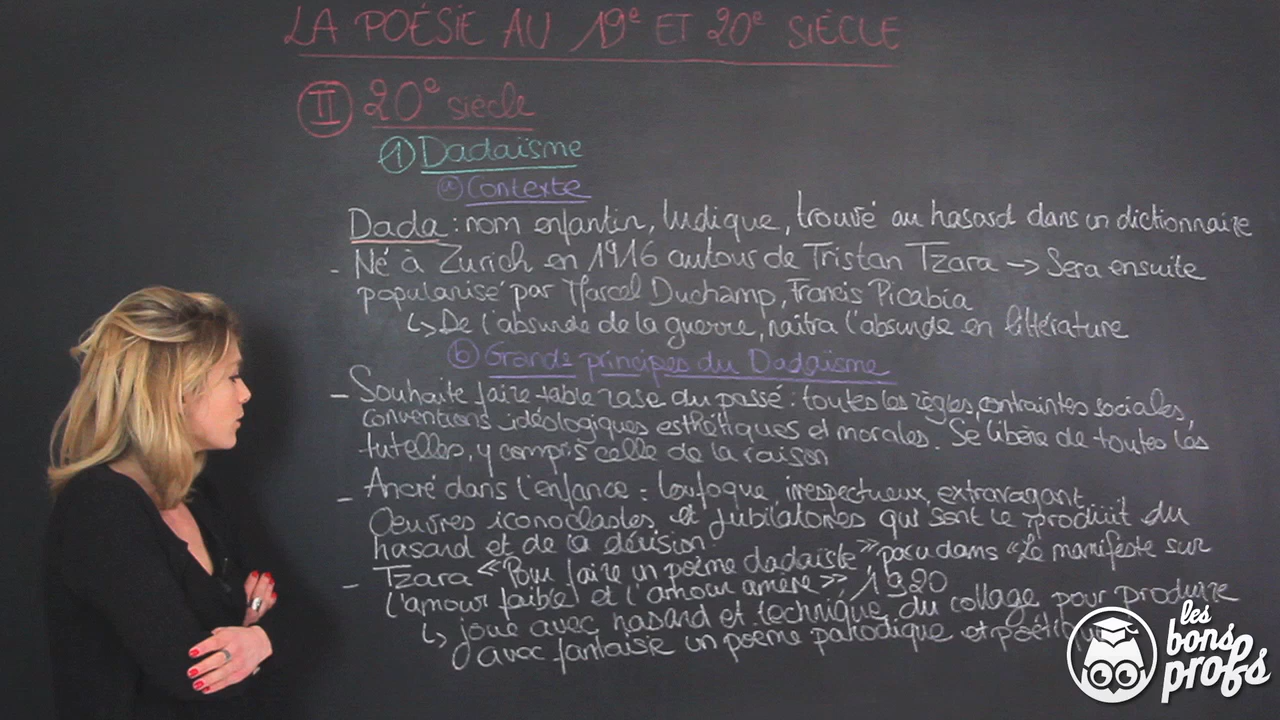 LA POÉSIE AU 19e ET 20e SIÈCLE
II 20e siècle
1 Dadaïsme
a Contexte
Dada : nom enfantin, ludique, trouvé au hasard dans un dictionnaire
- Né à Zurich en 1916 autour de Tristan Tzara → Sera ensuite
popularisé par Marcel Duchamp, Francis Picabia
↳ De l'absurde de la guerre, naîtra l'absurde en littérature
b Grands principes du Dadaïsme
- Souhaite faire table rase du passé : toutes les règles, contraintes sociales,
conventions idéologiques esthétiques et morales. Se libère de toutes les
tutelles, y compris celle de la raison
- Ancré dans l'enfance : loufoque, irrespectueux, extravagant
Oeuvres iconoclastes et jubilatoires qui sont le produit du
hasard et de la dérision.
- Tzara « Pour faire un poème dadaïste » paru dans « Le manifeste sur
l'amour faible et l'amour amère », 1920
↳ joue avec hasard et technique du collage pour produire
avec fantaisie un poème parodique et
les bons profs